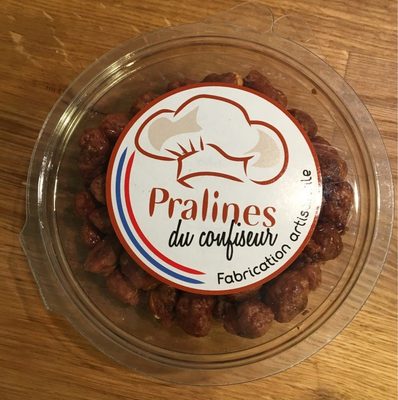 Pralines
du confiseur
Fabrication